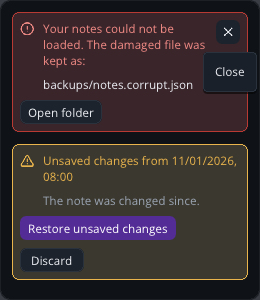 Your notes could not be
loaded. The damaged file was
kept as:
backups/notes.corrupt.json
Close
Open folder
Unsaved changes from 11/01/2026,
08:00
The note was changed since.
Restore unsaved changes
Discard